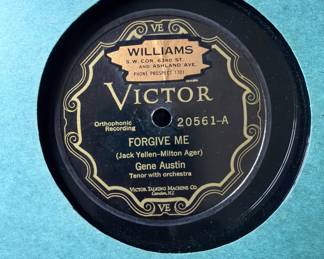 VE
WILLIAMS
S.W. COR. 63RD ST.
AND ASHLAND AVE.
PHONE PROSPECT 1301
VICTOR
Orthophonic
Recording
20561-A
FORGIVE ME
(Jack Yellen-Milton Ager)
Gene Austin
Tenor with orchestra
VICTOR TALKING MACHINE CO.
Camden, N.J.
VE